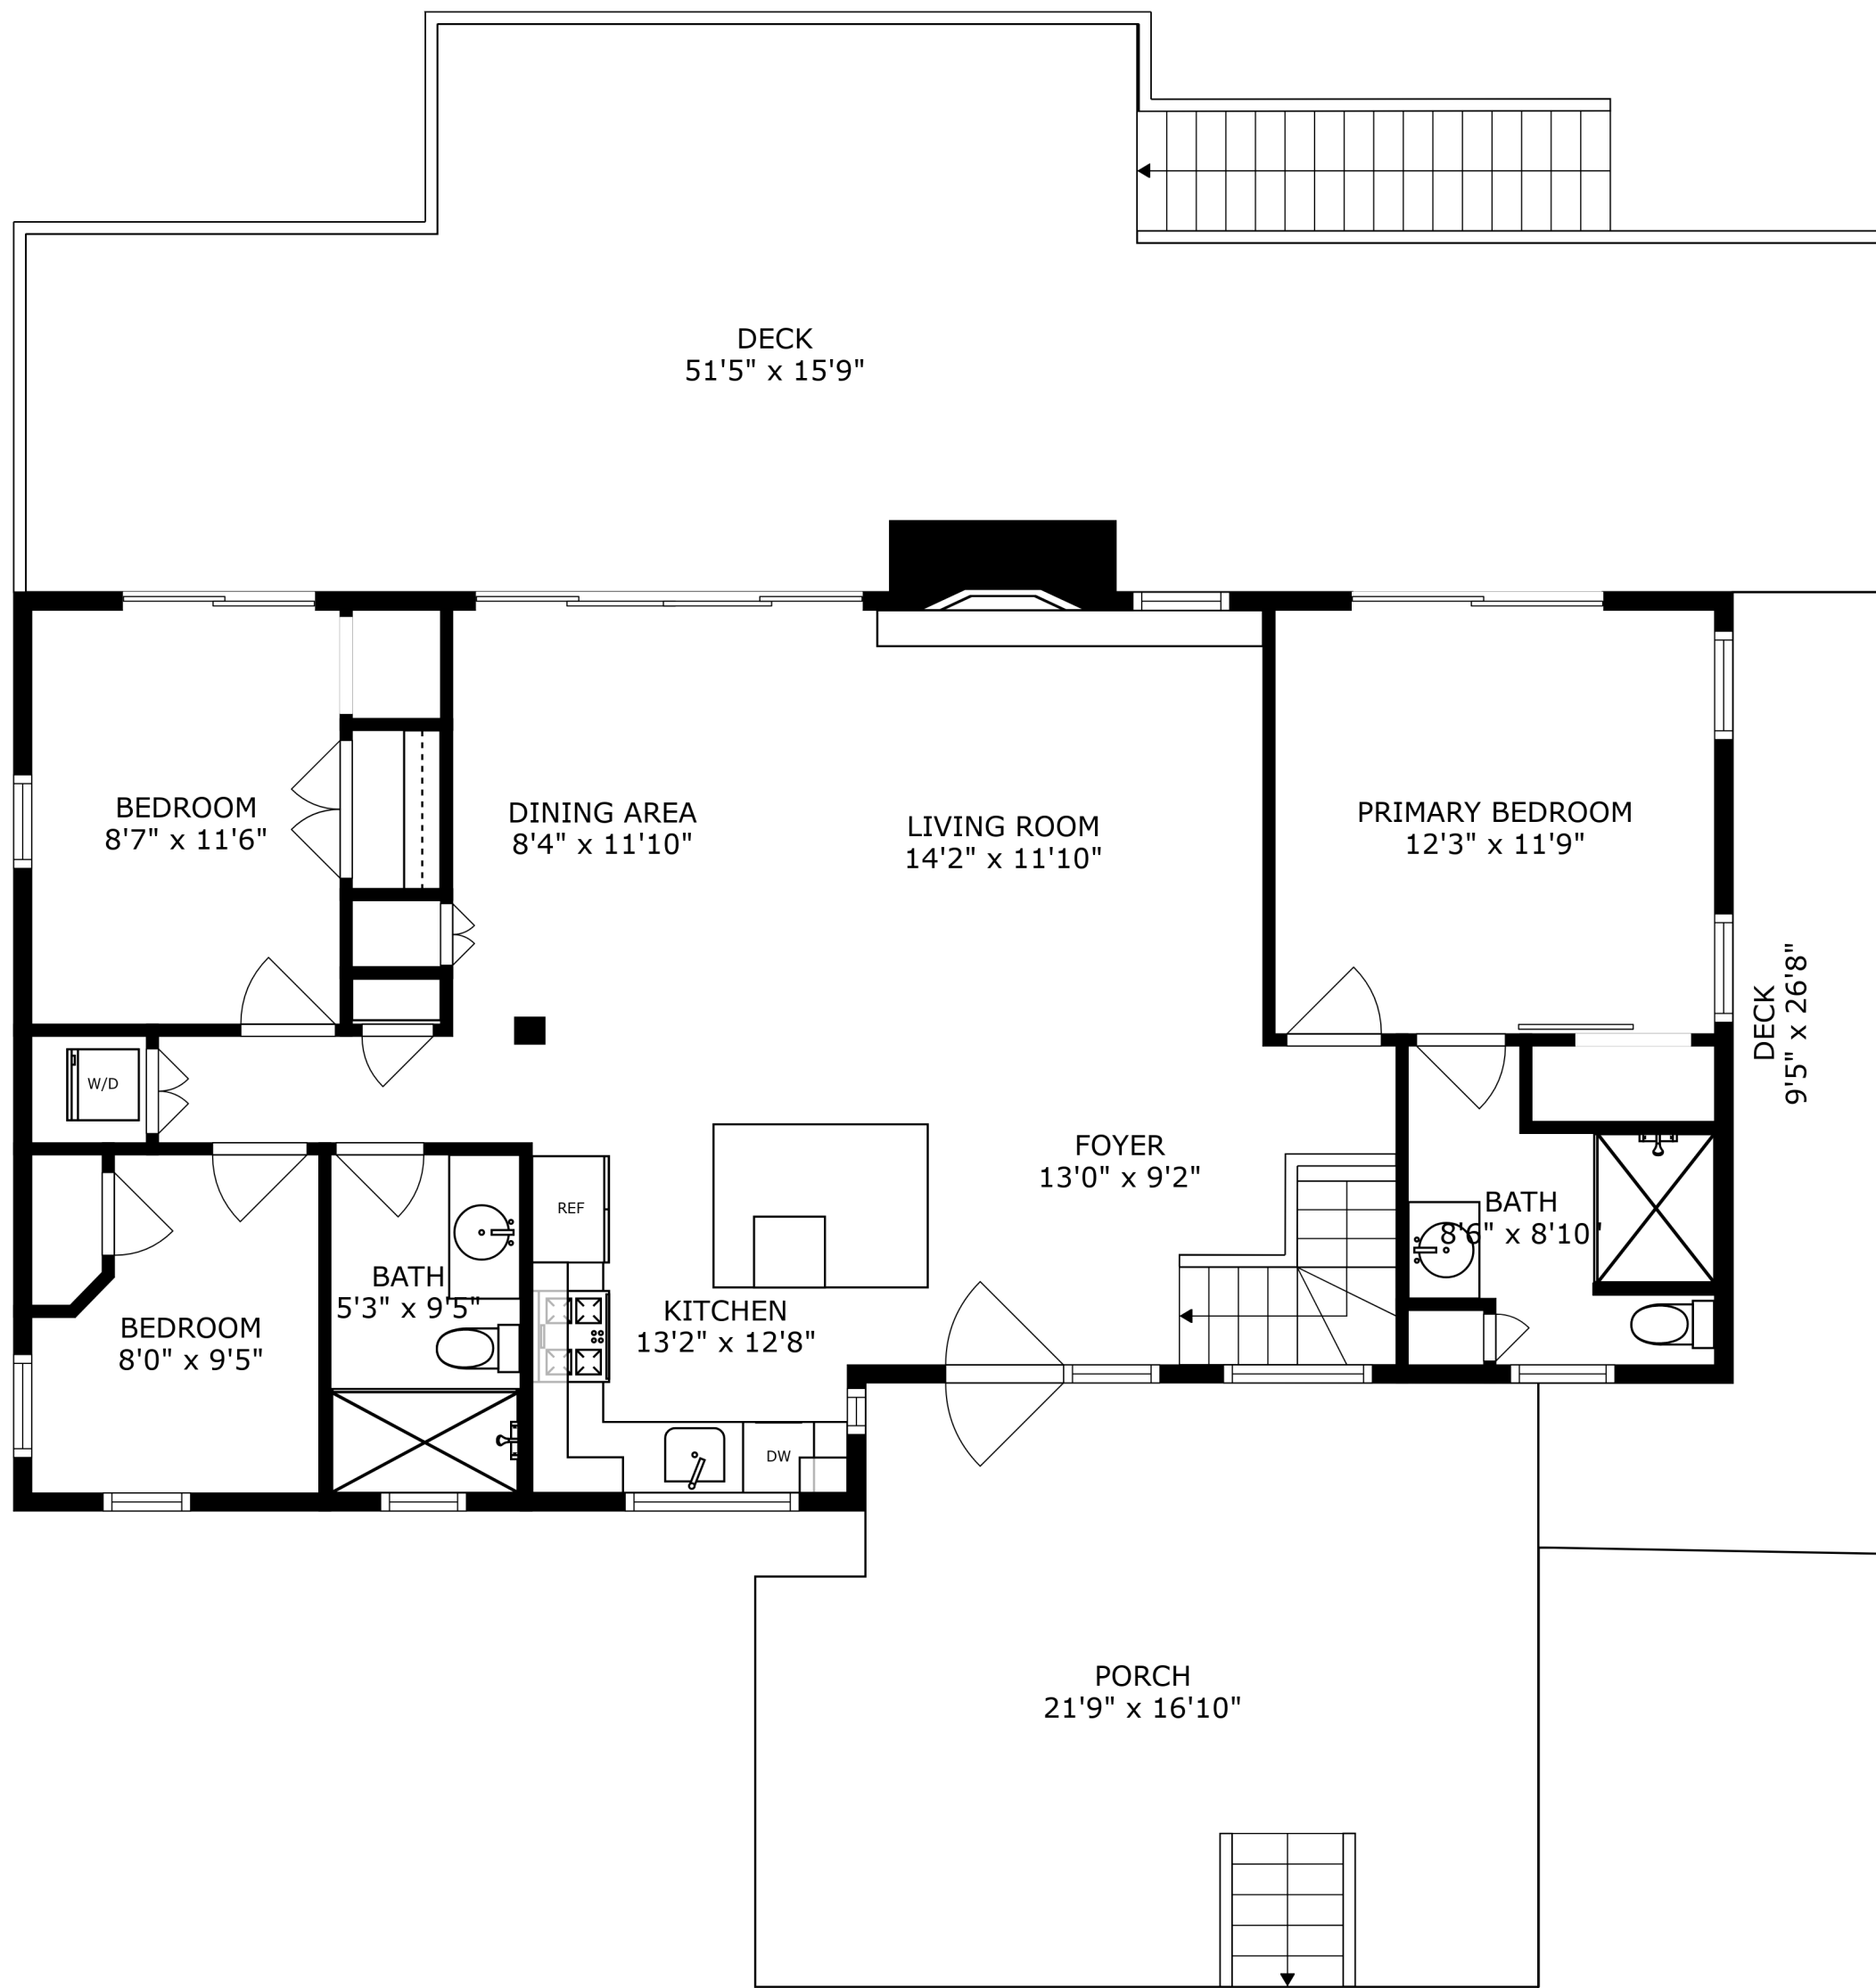 DECK
51'5" x 15'9"
BEDROOM
8'7" x 11'6"
DINING AREA
8'4" x 11'10"
LIVING ROOM
14'2" x 11'10"
PRIMARY BEDROOM
12'3" x 11'9"
DECK
9'5" x 26'8"
W/D
REF
FOYER
13'0" x 9'2"
BATH
8'6" x 8'10"
BATH
5'3" x 9'5"
BEDROOM
8'0" x 9'5"
KITCHEN
13'2" x 12'8"
DW
PORCH
21'9" x 16'10"